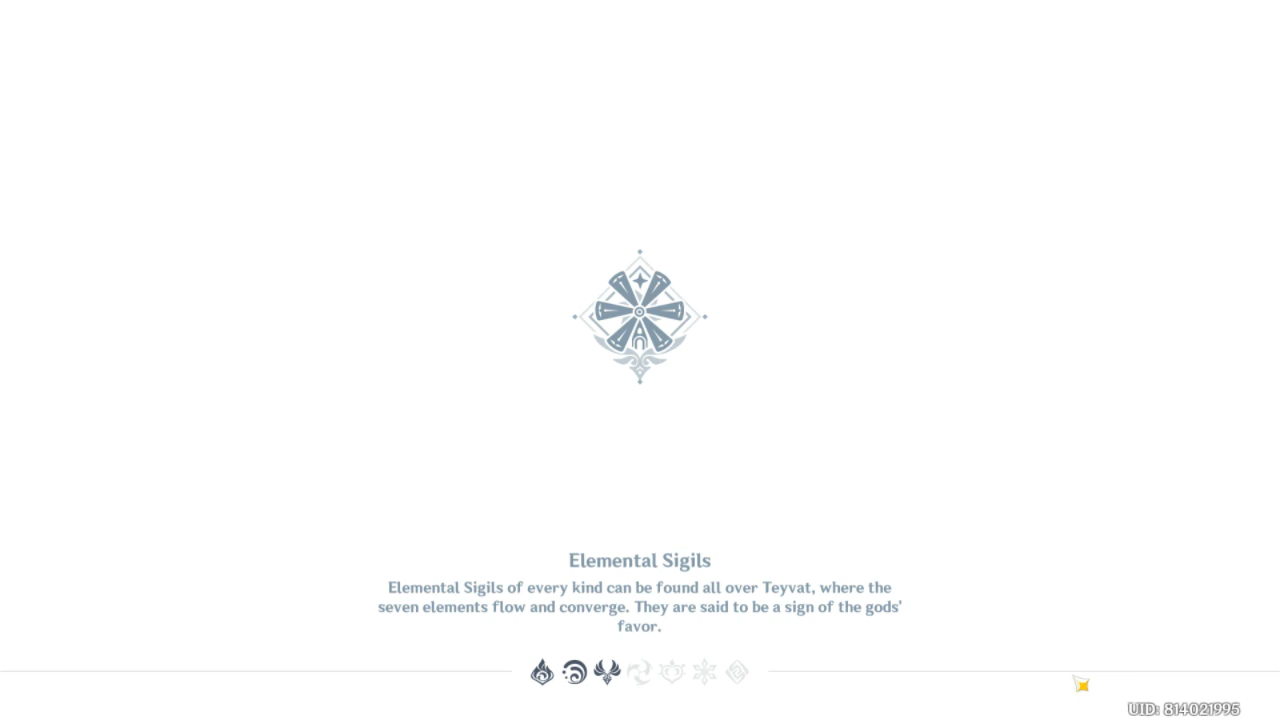 Elemental Sigils
Elemental Sigils of every kind can be found all over Teyvat, where the
seven elements flow and converge. They are said to be a sign of the gods'
favor.
UID: 814021995